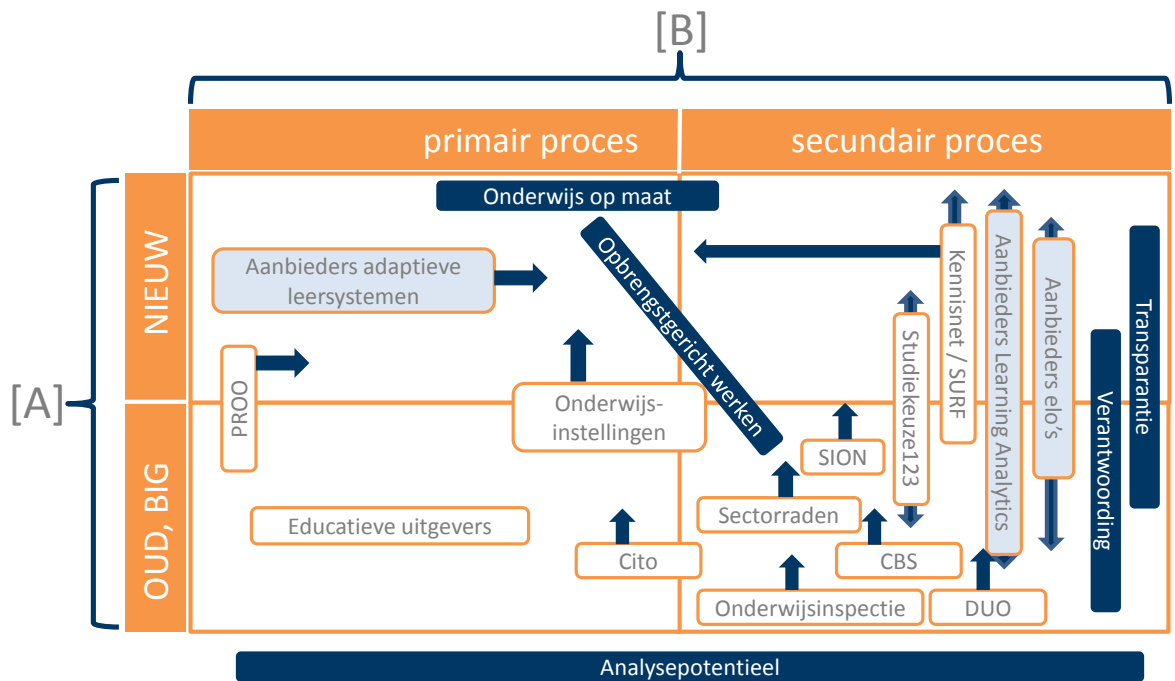 [B]
primair proces
secundair proces
[A]
NIEUW
OUD, BIG
Onderwijs op maat
Aanbieders adaptieve
leersystemen
Opbrengstgericht werken
PROO
Onderwijs-
instellingen
Educatieve uitgevers
Cito
Kennisnet / SURF
Aanbieders Learning Analytics
Aanbieders elo's
Transparantie
Studiekeuze123
Verantwoording
SION
Sectorraden
CBS
Onderwijsinspectie
DUO
Analysepotentieel